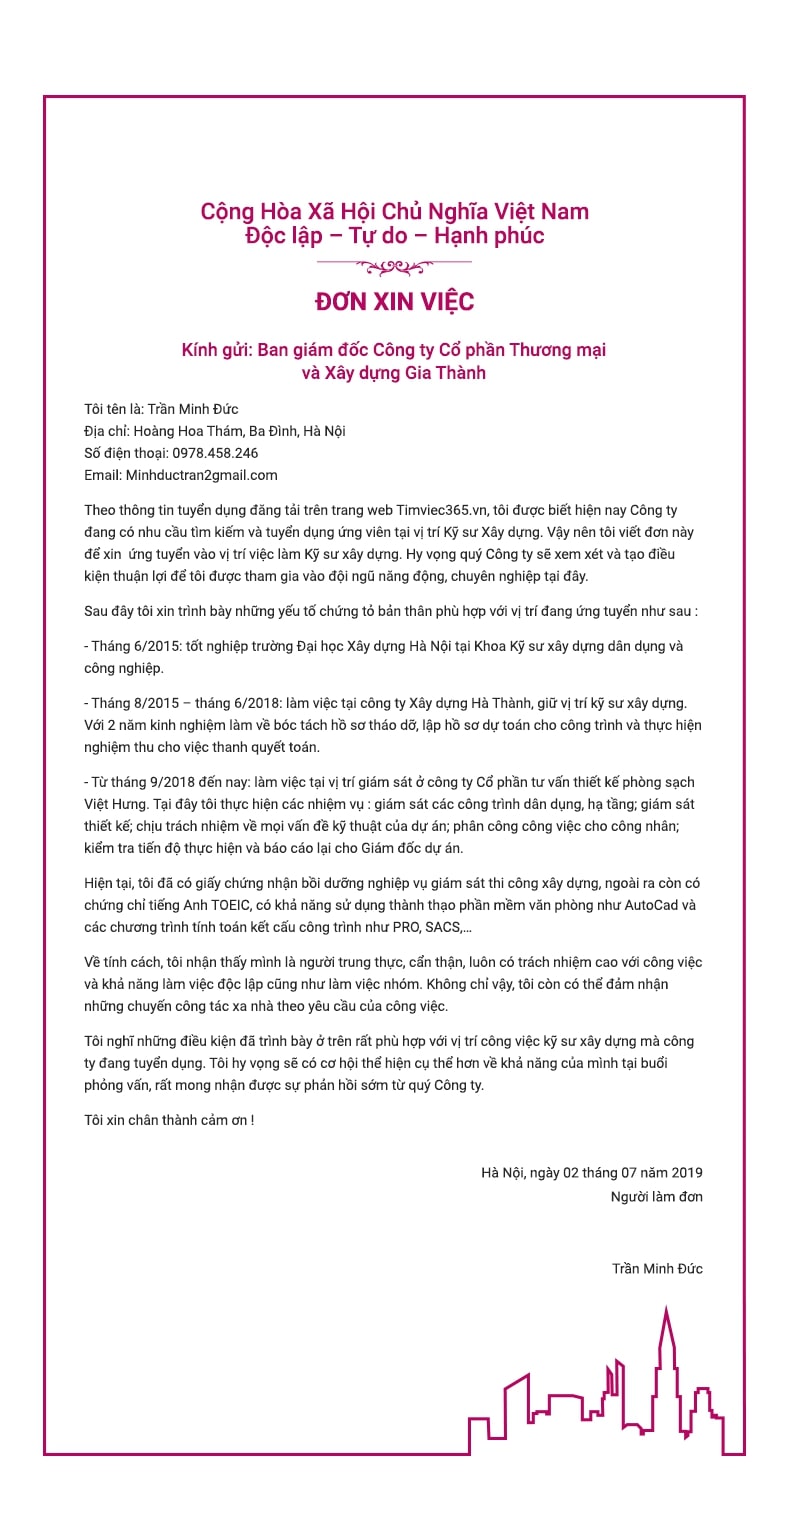 Cộng Hòa Xã Hội Chủ Nghĩa Việt Nam
Độc lập – Tự do – Hạnh phúc
ĐƠN XIN VIỆC
Kính gửi: Ban giám đốc Công ty Cổ phần Thương mại
và Xây dựng Gia Thành
Tôi tên là: Trần Minh Đức
Địa chỉ: Hoàng Hoa Thám, Ba Đình, Hà Nội
Số điện thoại: 0978.458.246
Email: Minhductran2gmail.com
Theo thông tin tuyển dụng đăng tải trên trang web Timviec365.vn, tôi được biết hiện nay Công ty
đang có nhu cầu tìm kiếm và tuyển dụng ứng viên tại vị trí Kỹ sư Xây dựng. Vậy nên tôi viết đơn này
để xin  ứng tuyển vào vị trí việc làm Kỹ sư xây dựng. Hy vọng quý Công ty sẽ xem xét và tạo điều
kiện thuận lợi để tôi được tham gia vào đội ngũ năng động, chuyên nghiệp tại đây.
Sau đây tôi xin trình bày những yếu tố chứng tỏ bản thân phù hợp với vị trí đang ứng tuyển như sau :
- Tháng 6/2015: tốt nghiệp trường Đại học Xây dựng Hà Nội tại Khoa Kỹ sư xây dựng dân dụng và
công nghiệp.
- Tháng 8/2015 – tháng 6/2018: làm việc tại công ty Xây dựng Hà Thành, giữ vị trí kỹ sư xây dựng.
Với 2 năm kinh nghiệm làm về bóc tách hồ sơ tháo dỡ, lập hồ sơ dự toán cho công trình và thực hiện
nghiệm thu cho việc thanh quyết toán.
- Từ tháng 9/2018 đến nay: làm việc tại vị trí giám sát ở công ty Cổ phần tư vấn thiết kế phòng sạch
Việt Hưng. Tại đây tôi thực hiện các nhiệm vụ : giám sát các công trình dân dụng, hạ tầng; giám sát
thiết kế; chịu trách nhiệm về mọi vấn đề kỹ thuật của dự án; phân công công việc cho công nhân;
kiểm tra tiến độ thực hiện và báo cáo lại cho Giám đốc dự án.
Hiện tại, tôi đã có giấy chứng nhận bồi dưỡng nghiệp vụ giám sát thi công xây dựng, ngoài ra còn có
chứng chỉ tiếng Anh TOEIC, có khả năng sử dụng thành thạo phần mềm văn phòng như AutoCad và
các chương trình tính toán kết cấu công trình như PRO, SACS,...
Về tính cách, tôi nhận thấy mình là người trung thực, cẩn thận, luôn có trách nhiệm cao với công việc
và khả năng làm việc độc lập cũng như làm việc nhóm. Không chỉ vậy, tôi còn có thể đảm nhận
những chuyến công tác xa nhà theo yêu cầu của công việc.
Tôi nghĩ những điều kiện đã trình bày ở trên rất phù hợp với vị trí công việc kỹ sư xây dựng mà công
ty đang tuyển dụng. Tôi hy vọng sẽ có cơ hội thể hiện cụ thể hơn về khả năng của mình tại buổi
phỏng vấn, rất mong nhận được sự phản hồi sớm từ quý Công ty.
Tôi xin chân thành cảm ơn !
Hà Nội, ngày 02 tháng 07 năm 2019
Người làm đơn
Trần Minh Đức